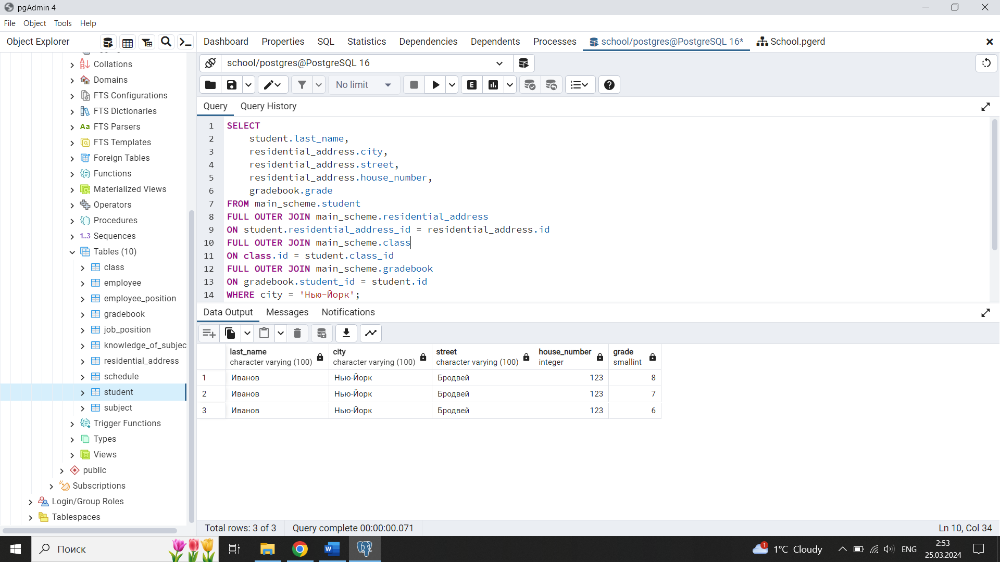 pgAdmin 4
File Object Tools Help
Object Explorer
Dashboard Properties SQL Statistics Dependencies Dependents Processes school/postgres@PostgreSQL 16* School.pgerd
school/postgres@PostgreSQL 16
No limit
E
Query Query History
1 SELECT
2 student.last_name,
3 residential_address.city,
4 residential_address.street,
5 residential_address.house_number,
6 gradebook.grade
7 FROM main_scheme.student
8 FULL OUTER JOIN main_scheme.residential_address
9 ON student.residential_address_id = residential_address.id
10 FULL OUTER JOIN main_scheme.class
11 ON class.id = student.class_id
12 FULL OUTER JOIN main_scheme.gradebook
13 ON gradebook.student_id = student.id
14 WHERE city = 'Нью-Йорк';
Collations
Domains
FTS Configurations
FTS Dictionaries
Aa FTS Parsers
FTS Templates
Foreign Tables
Functions
Materialized Views
Operators
Procedures
1..3 Sequences
Tables (10)
class
employee
employee_position
gradebook
job_position
knowledge_of_subjec
residential_address
schedule
student
subject
Trigger Functions
Types
Views
public
Subscriptions
Login/Group Roles
Tablespaces
Data Output Messages Notifications
last_name city street house_number grade
character varying (100) character varying (100) character varying (100) integer smallint
1 Иванов Нью-Йорк Бродвей 123 8
2 Иванов Нью-Йорк Бродвей 123 7
3 Иванов Нью-Йорк Бродвей 123 6
Total rows: 3 of 3 Query complete 00:00:00.071 Ln 10, Col 34
Поиск
W
1
1°C Cloudy
ENG
2:53
25.03.2024